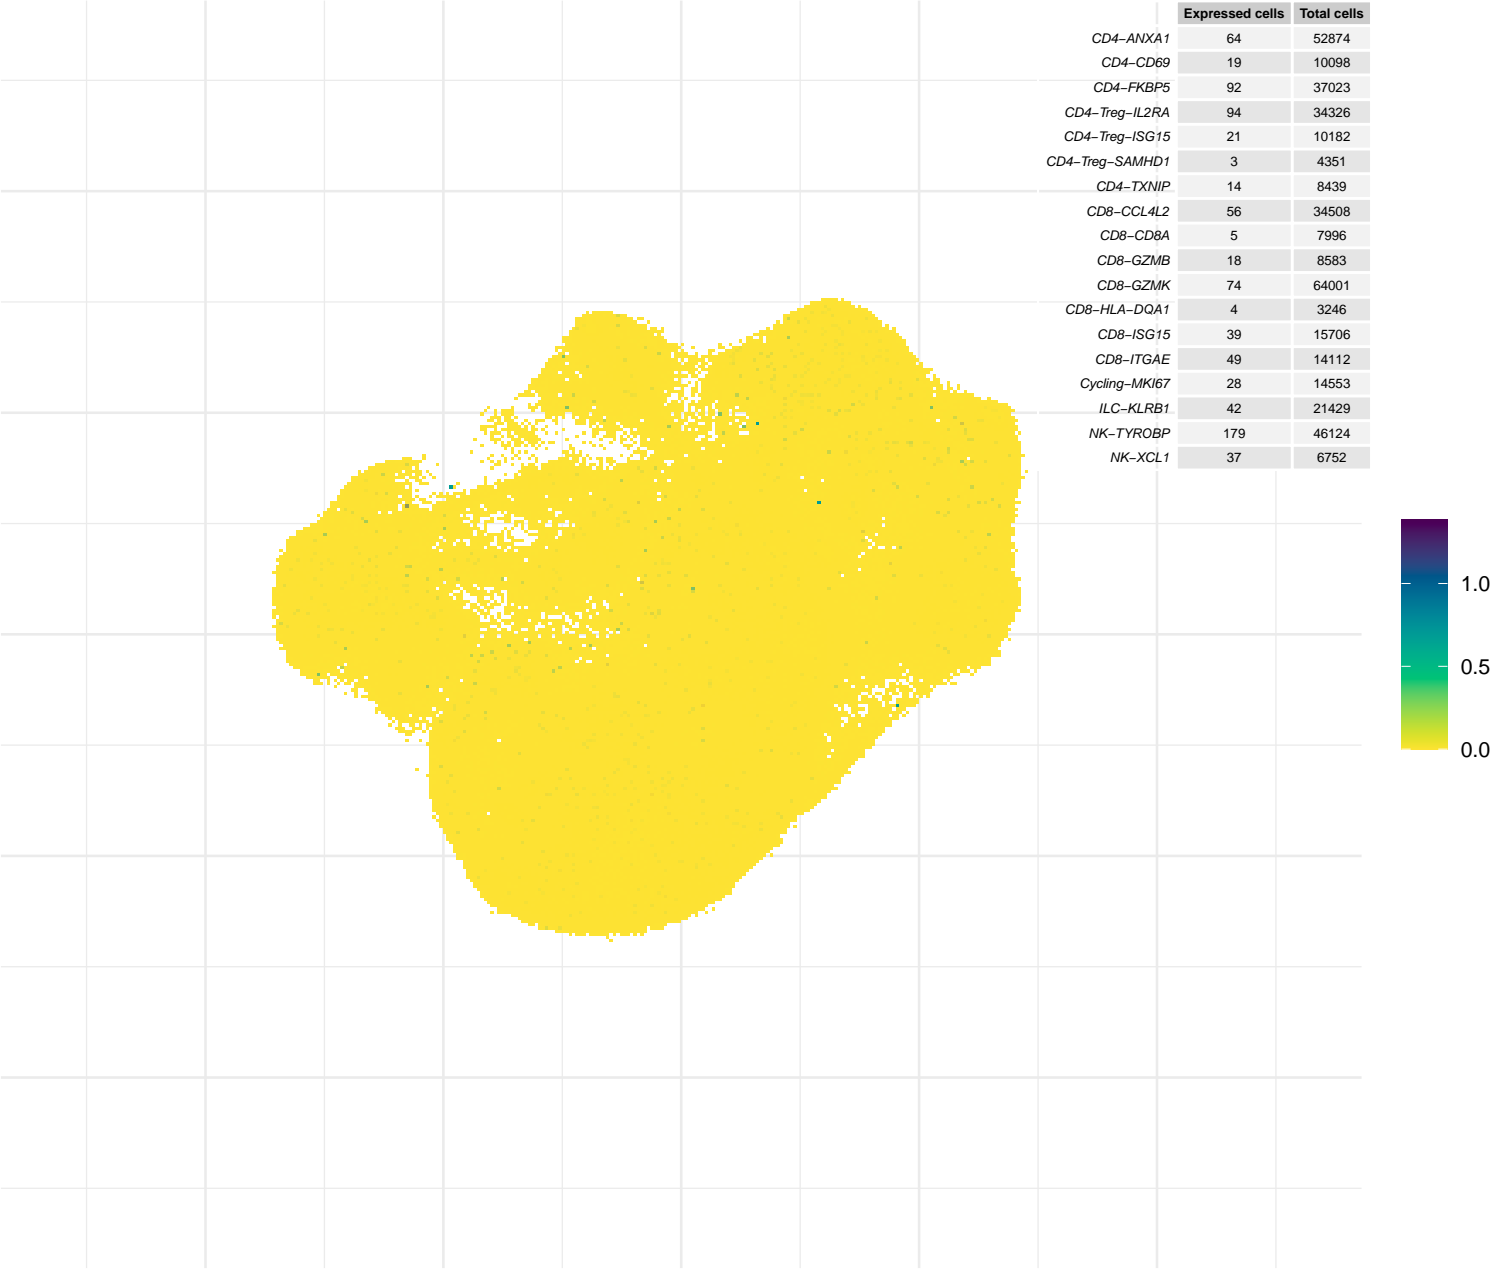 Expressed cells Total cells
CD4−ANXA1 64 52874
CD4−CD69 19 10098
CD4−FKBP5 92 37023
CD4−Treg−IL2RA 94 34326
CD4−Treg−ISG15 21 10182
CD4−Treg−SAMHD1 3 4351
CD4−TXNIP 14 8439
CD8−CCL4L2 56 34508
CD8−CD8A 5 7996
CD8−GZMB 18 8583
CD8−GZMK 74 64001
CD8−HLA−DQA1 4 3246
CD8−ISG15 39 15706
CD8−ITGAE 49 14112
Cycling−MKI67 28 14553
ILC−KLRB1 42 21429
NK−TYROBP 179 46124
NK−XCL1 37 6752
1.0
0.5
0.0